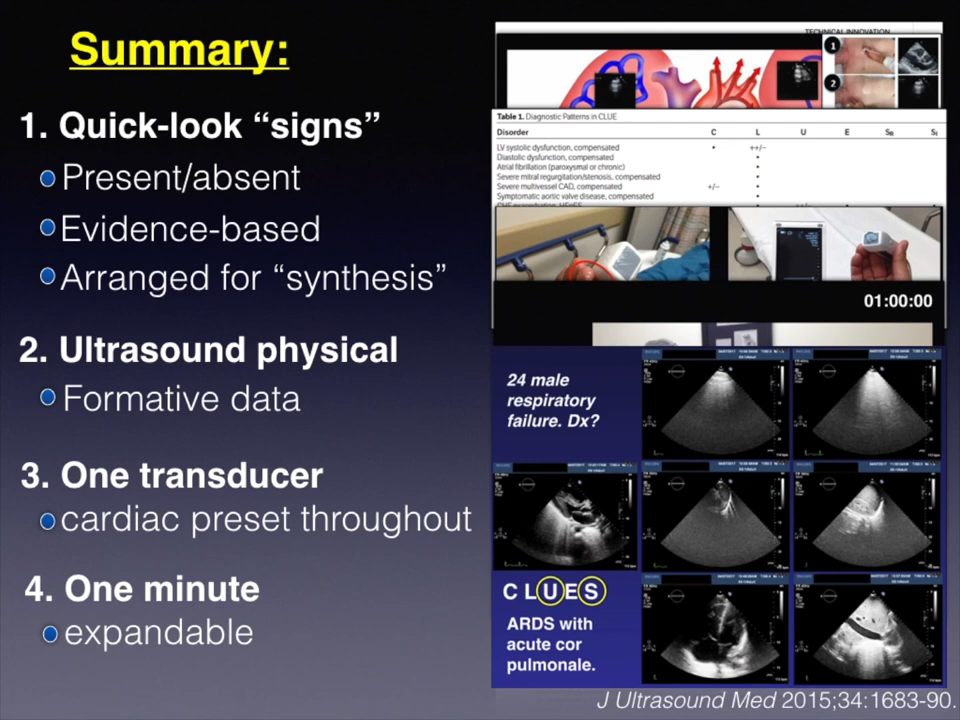 Summary:
1. Quick-look “signs”
Present/absent
Evidence-based
Arranged for “synthesis”
2. Ultrasound physical
Formative data
3. One transducer
cardiac preset throughout
4. One minute
expandable
TECHNICAL INNOVATION
1
2
Table 1. Diagnostic Patterns in CLUE
Disorder C L U E
LV systolic dysfunction, compensated • ++/–
Diastolic dysfunction, compensated •
Atrial fibrillation (paroxysmal or chronic) •
Severe mitral regurgitation/stenosis, compensated •
Severe multivessel CAD, compensated +/– •
Symptomatic aortic valve disease, compensated •
01:00:00
24 male
respiratory
failure. Dx?
C L U E S
ARDS with
acute cor
pulmonale.
J Ultrasound Med 2015;34:1683-90.